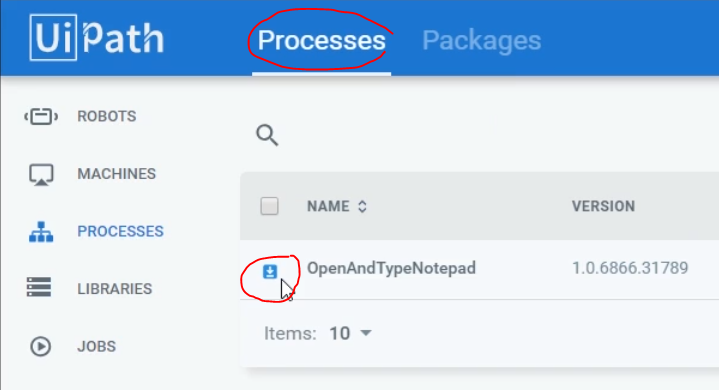 UiPath Processes Packages
ROBOTS
MACHINES
PROCESSES
LIBRARIES
JOBS
NAME VERSION
OpenAndTypeNotepad 1.0.6866.31789
Items: 10